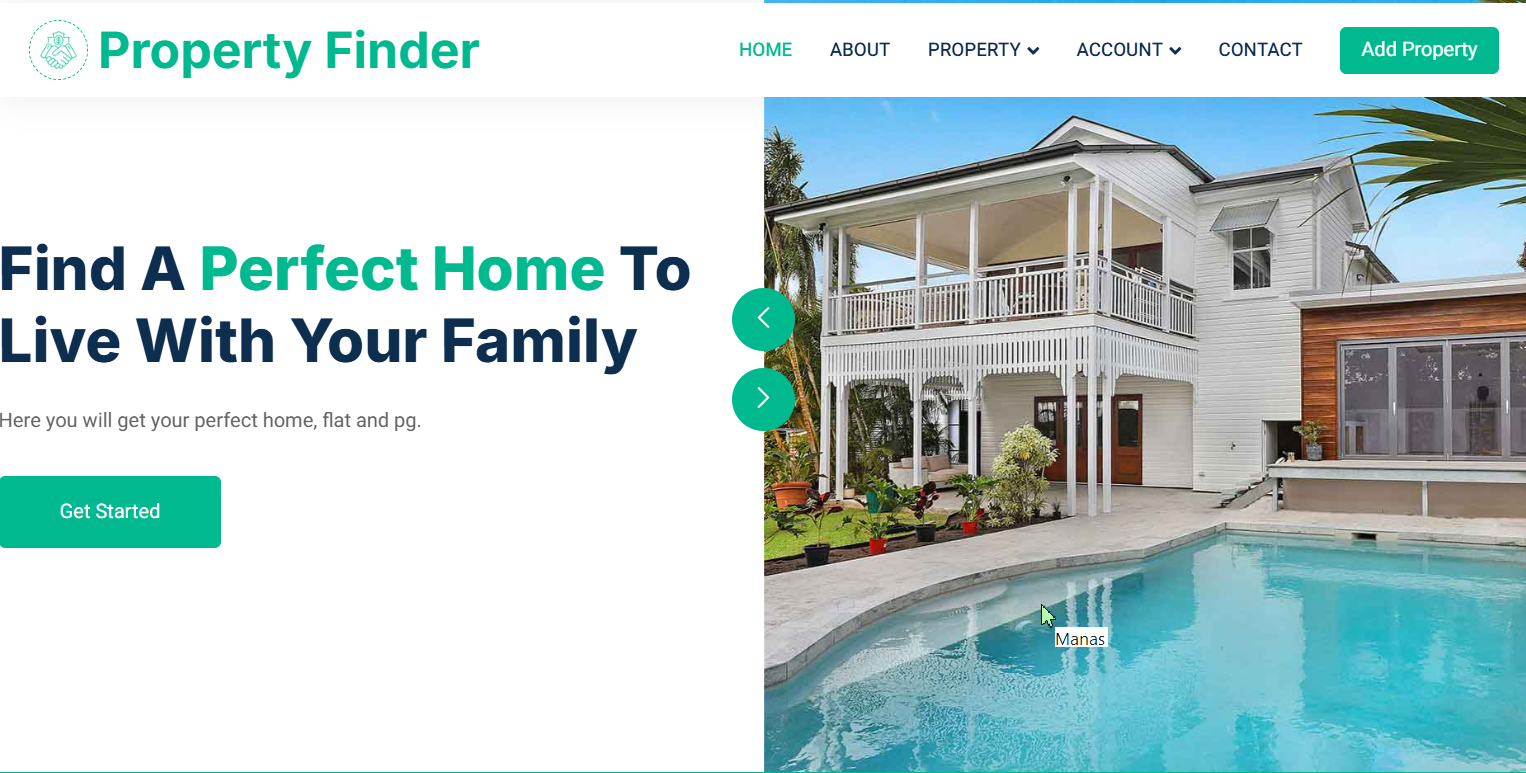 Property Finder
HOME ABOUT PROPERTY ACCOUNT CONTACT Add Property
Find A Perfect Home To
Live With Your Family
Here you will get your perfect home, flat and pg.
Get Started
Manas